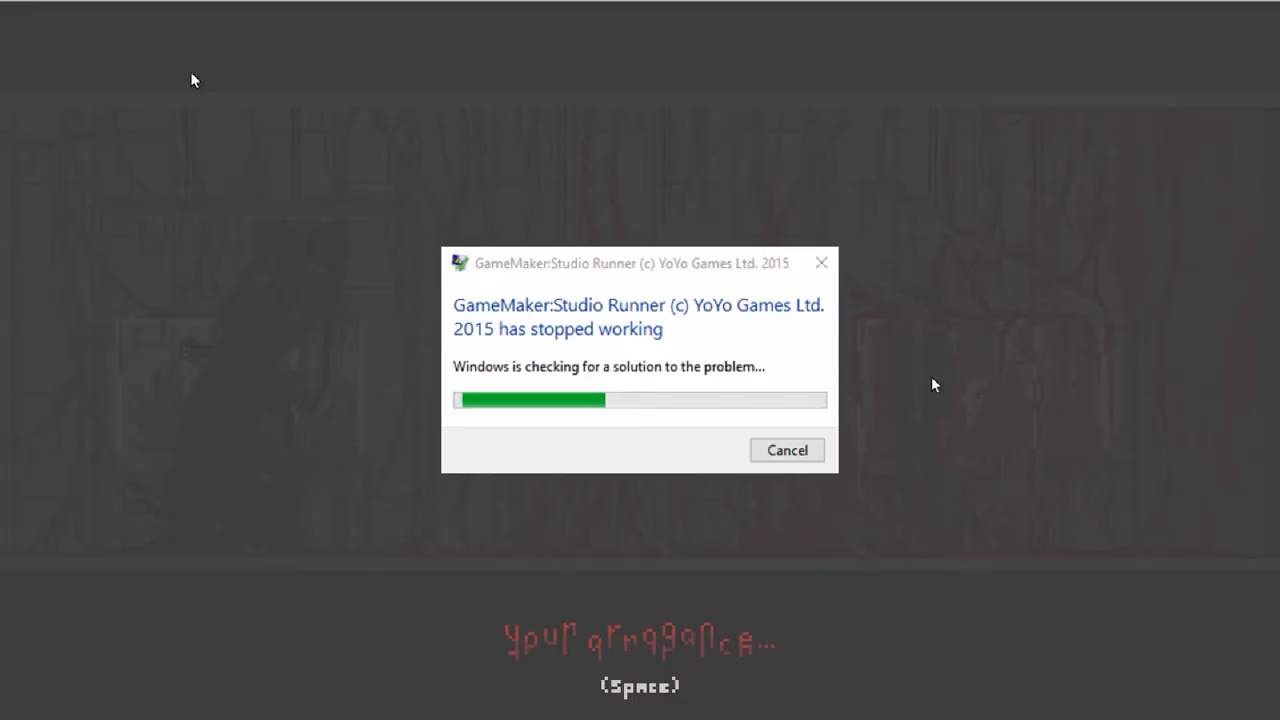 GameMaker:Studio Runner (c) YoYo Games Ltd. 2015
GameMaker:Studio Runner (c) YoYo Games Ltd.
2015 has stopped working
Windows is checking for a solution to the problem...
Cancel
your arrogance...
(Space)